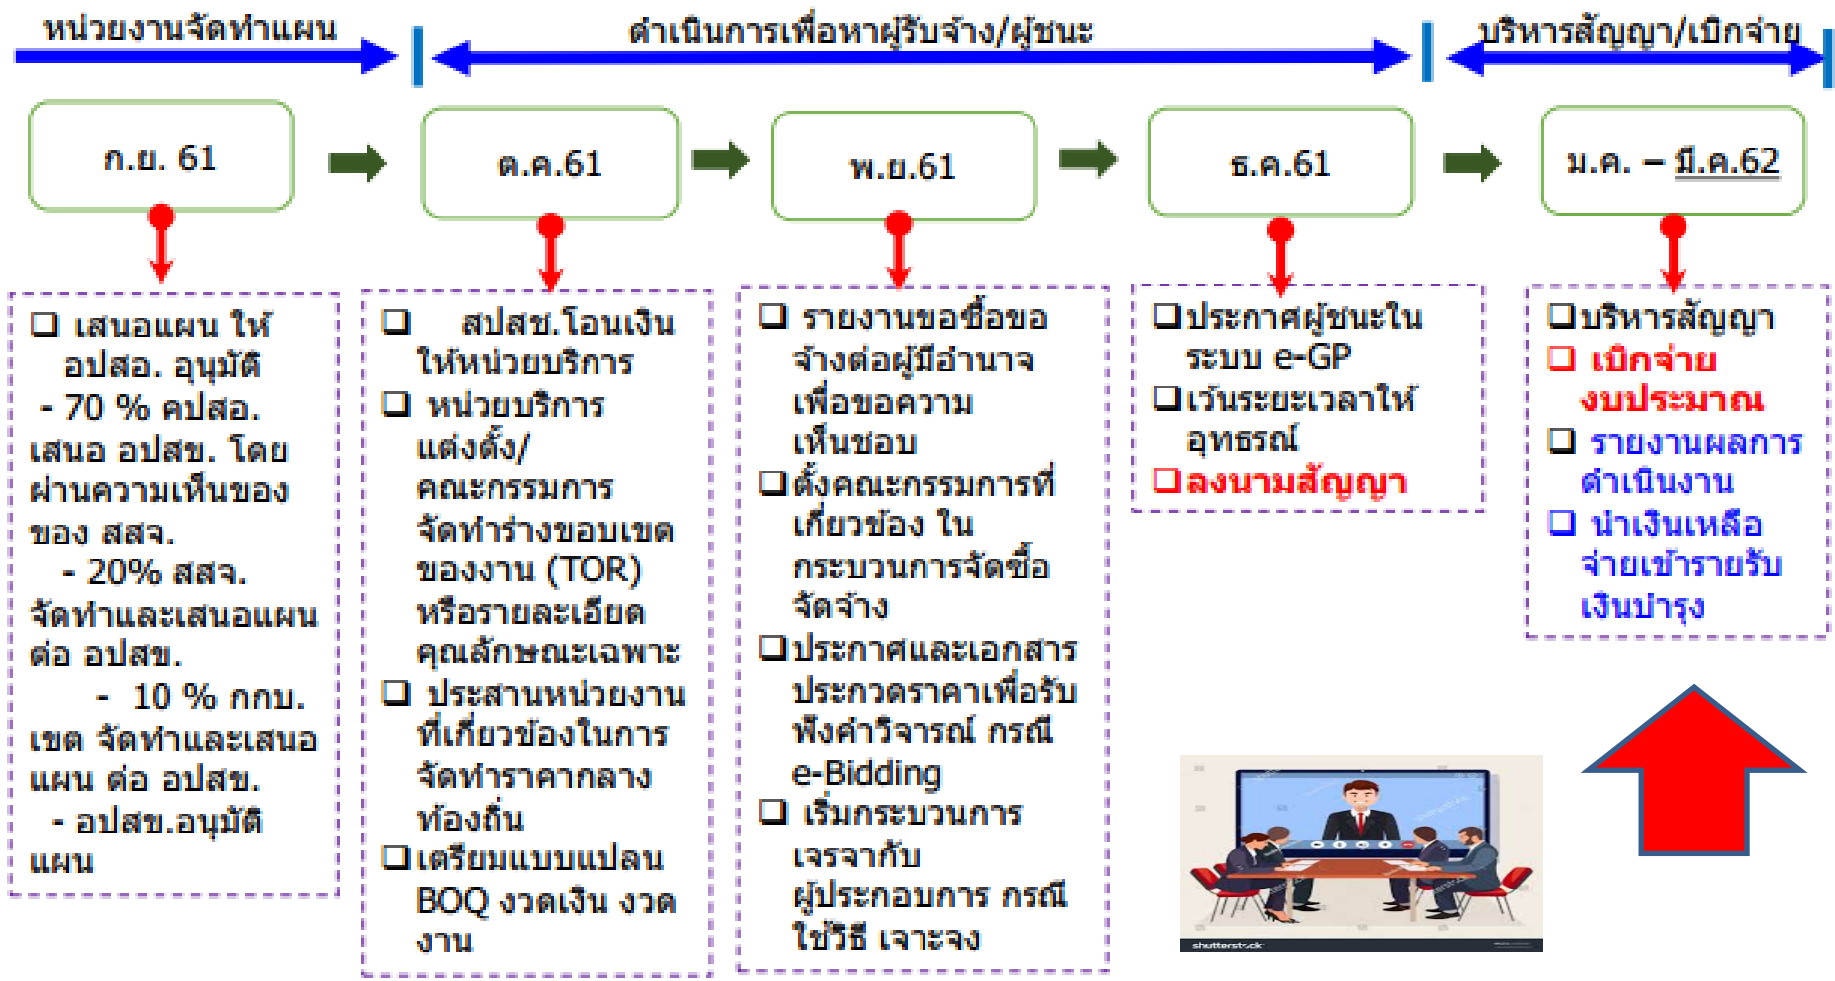 หน่วยงานจัดทำแผน
ดำเนินการเพื่อหาผู้รับจ้าง/ผู้ชนะ
บริหารสัญญา/เบิกจ่าย
ก.ย. 61
ต.ค.61
พ.ย.61
ธ.ค.61
ม.ค. – มี.ค.62
❑ เสนอแผน ให้
อปสอ. อุนุมัติ
- 70 % คปสอ.
เสนอ อปสข. โดย
ผ่านความเห็นของ
ของ สสจ.
- 20% สสจ.
จัดทำและเสนอแผน
ต่อ อปสข.
- 10 % กกบ.
เขต จัดทำและเสนอ
แผน ต่อ อปสข.
- อปสข.อนุมัติ
แผน
❑ สปสช.โอนเงิน
ให้หน่วยบริการ
❑ หน่วยบริการ
แต่งตั้ง/
คณะกรรมการ
จัดทำร่างขอบเขต
ของงาน (TOR)
หรือรายละเอียด
คุณลักษณะเฉพาะ
❑ ประสานหน่วยงาน
ที่เกี่ยวข้องในการ
จัดทำราคากลาง
ท้องถิ่น
❑ เตรียมแบบแปลน
BOQ งวดเงิน งวด
งาน
❑ รายงานขอซื้อขอ
จ้างต่อผู้มีอำนาจ
เพื่อขอความ
เห็นชอบ
❑ ตั้งคณะกรรมการที่
เกี่ยวข้อง ใน
กระบวนการจัดซื้อ
จัดจ้าง
❑ ประกาศและเอกสาร
ประกวดราคาเพื่อรับ
ฟังคำวิจารณ์ กรณี
e-Bidding
❑ เริ่มกระบวนการ
เจรจากับ
ผู้ประกอบการ กรณี
ใช้วิธี เจาะจง
❑ ประกาศผู้ชนะใน
ระบบ e-GP
❑ เว้นระยะเวลาให้
อุทธรณ์
❑ ลงนามสัญญา
❑ บริหารสัญญา
❑ เบิกจ่าย
งบประมาณ
❑ รายงานผลการ
ดำเนินงาน
❑ นำเงินเหลือ
จ่ายเข้ารายรับ
เงินบำรุง
shutterstock